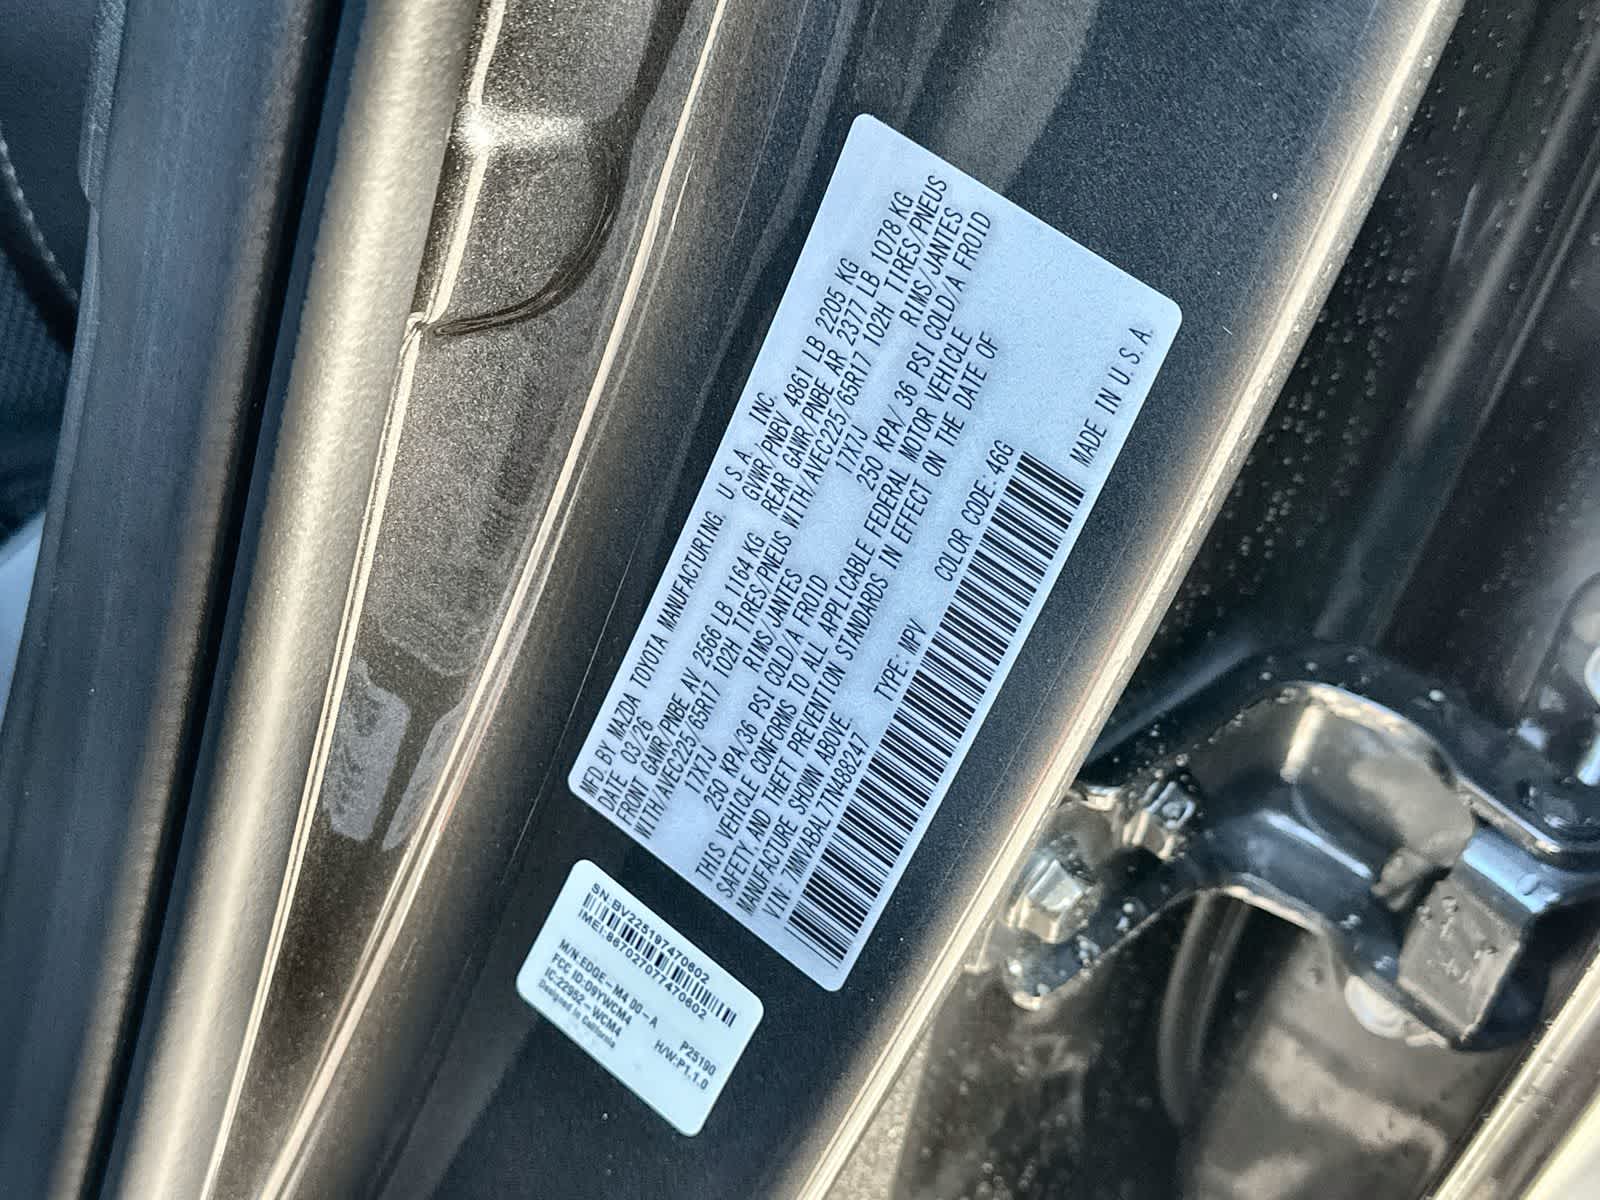 MFD BY MAZDA TOYOTA MANUFACTURING, U.S.A., INC.
DATE 03/26 GVWR/PNBV 4861 LB 2205 KG
FRONT GAWR/PNBE AV 2566 LB 1164 KG REAR GAWR/PNBE AR 2377 LB 1078 KG
WITH/AVEC225/65R17 102H TIRES/PNEUS WITH/AVEC225/65R17 102H TIRES/PNEUS
17X7J RIMS/JANTES 17X7J RIMS/JANTES
250 KPA/36 PSI COLD/A FROID 250 KPA/ 36 PSI COLD/A FROID
THIS VEHICLE CONFORMS TO ALL APPLICABLE FEDERAL MOTOR VEHICLE
SAFETY, AND THEFT PREVENTION STANDARDS IN EFFECT ON THE DATE OF
MANUFACTURE SHOWN ABOVE.
VIN: 7MMVABAL7TN488247 TYPE: MPV COLOR CODE: 46G
MADE IN U.S.A.
SN:BV225197470602
IMEI:867027077470602
M/N:EDGE-M400-A P25190
FCC ID:O9YWCM4 H/W:P1.1.0
IC:22952-WCM4
Designed in California